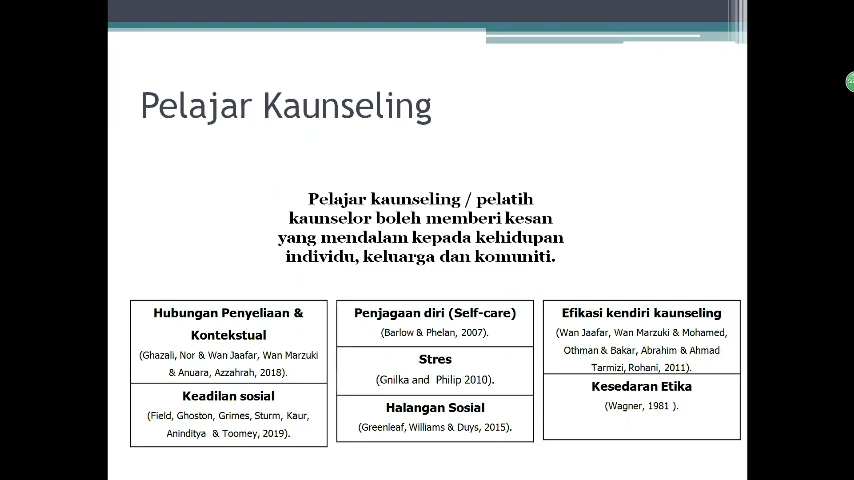 Pelajar Kaunseling
Pelajar kaunseling / pelatih
kaunselor boleh memberi kesan
yang mendalam kepada kehidupan
individu, keluarga dan komuniti.
Hubungan Penyeliaan &
Kontekstual
(Ghazali, Nor & Wan Jaafar, Wan Marzuki
& Anuara, Azzahrah, 2018).
Keadilan sosial
(Field, Ghoston, Grimes, Sturm, Kaur,
Aninditya & Toomey, 2019).
Penjagaan diri (Self-care)
(Barlow & Phelan, 2007).
Stres
(Gnilka and Philip 2010).
Halangan Sosial
(Greenleaf, Williams & Duys, 2015).
Efikasi kendiri kaunseling
(Wan Jaafar, Wan Marzuki & Mohamed,
Othman & Bakar, Abrahim & Ahmad
Tarmizi, Rohani, 2011).
Kesedaran Etika
(Wagner, 1981 ).